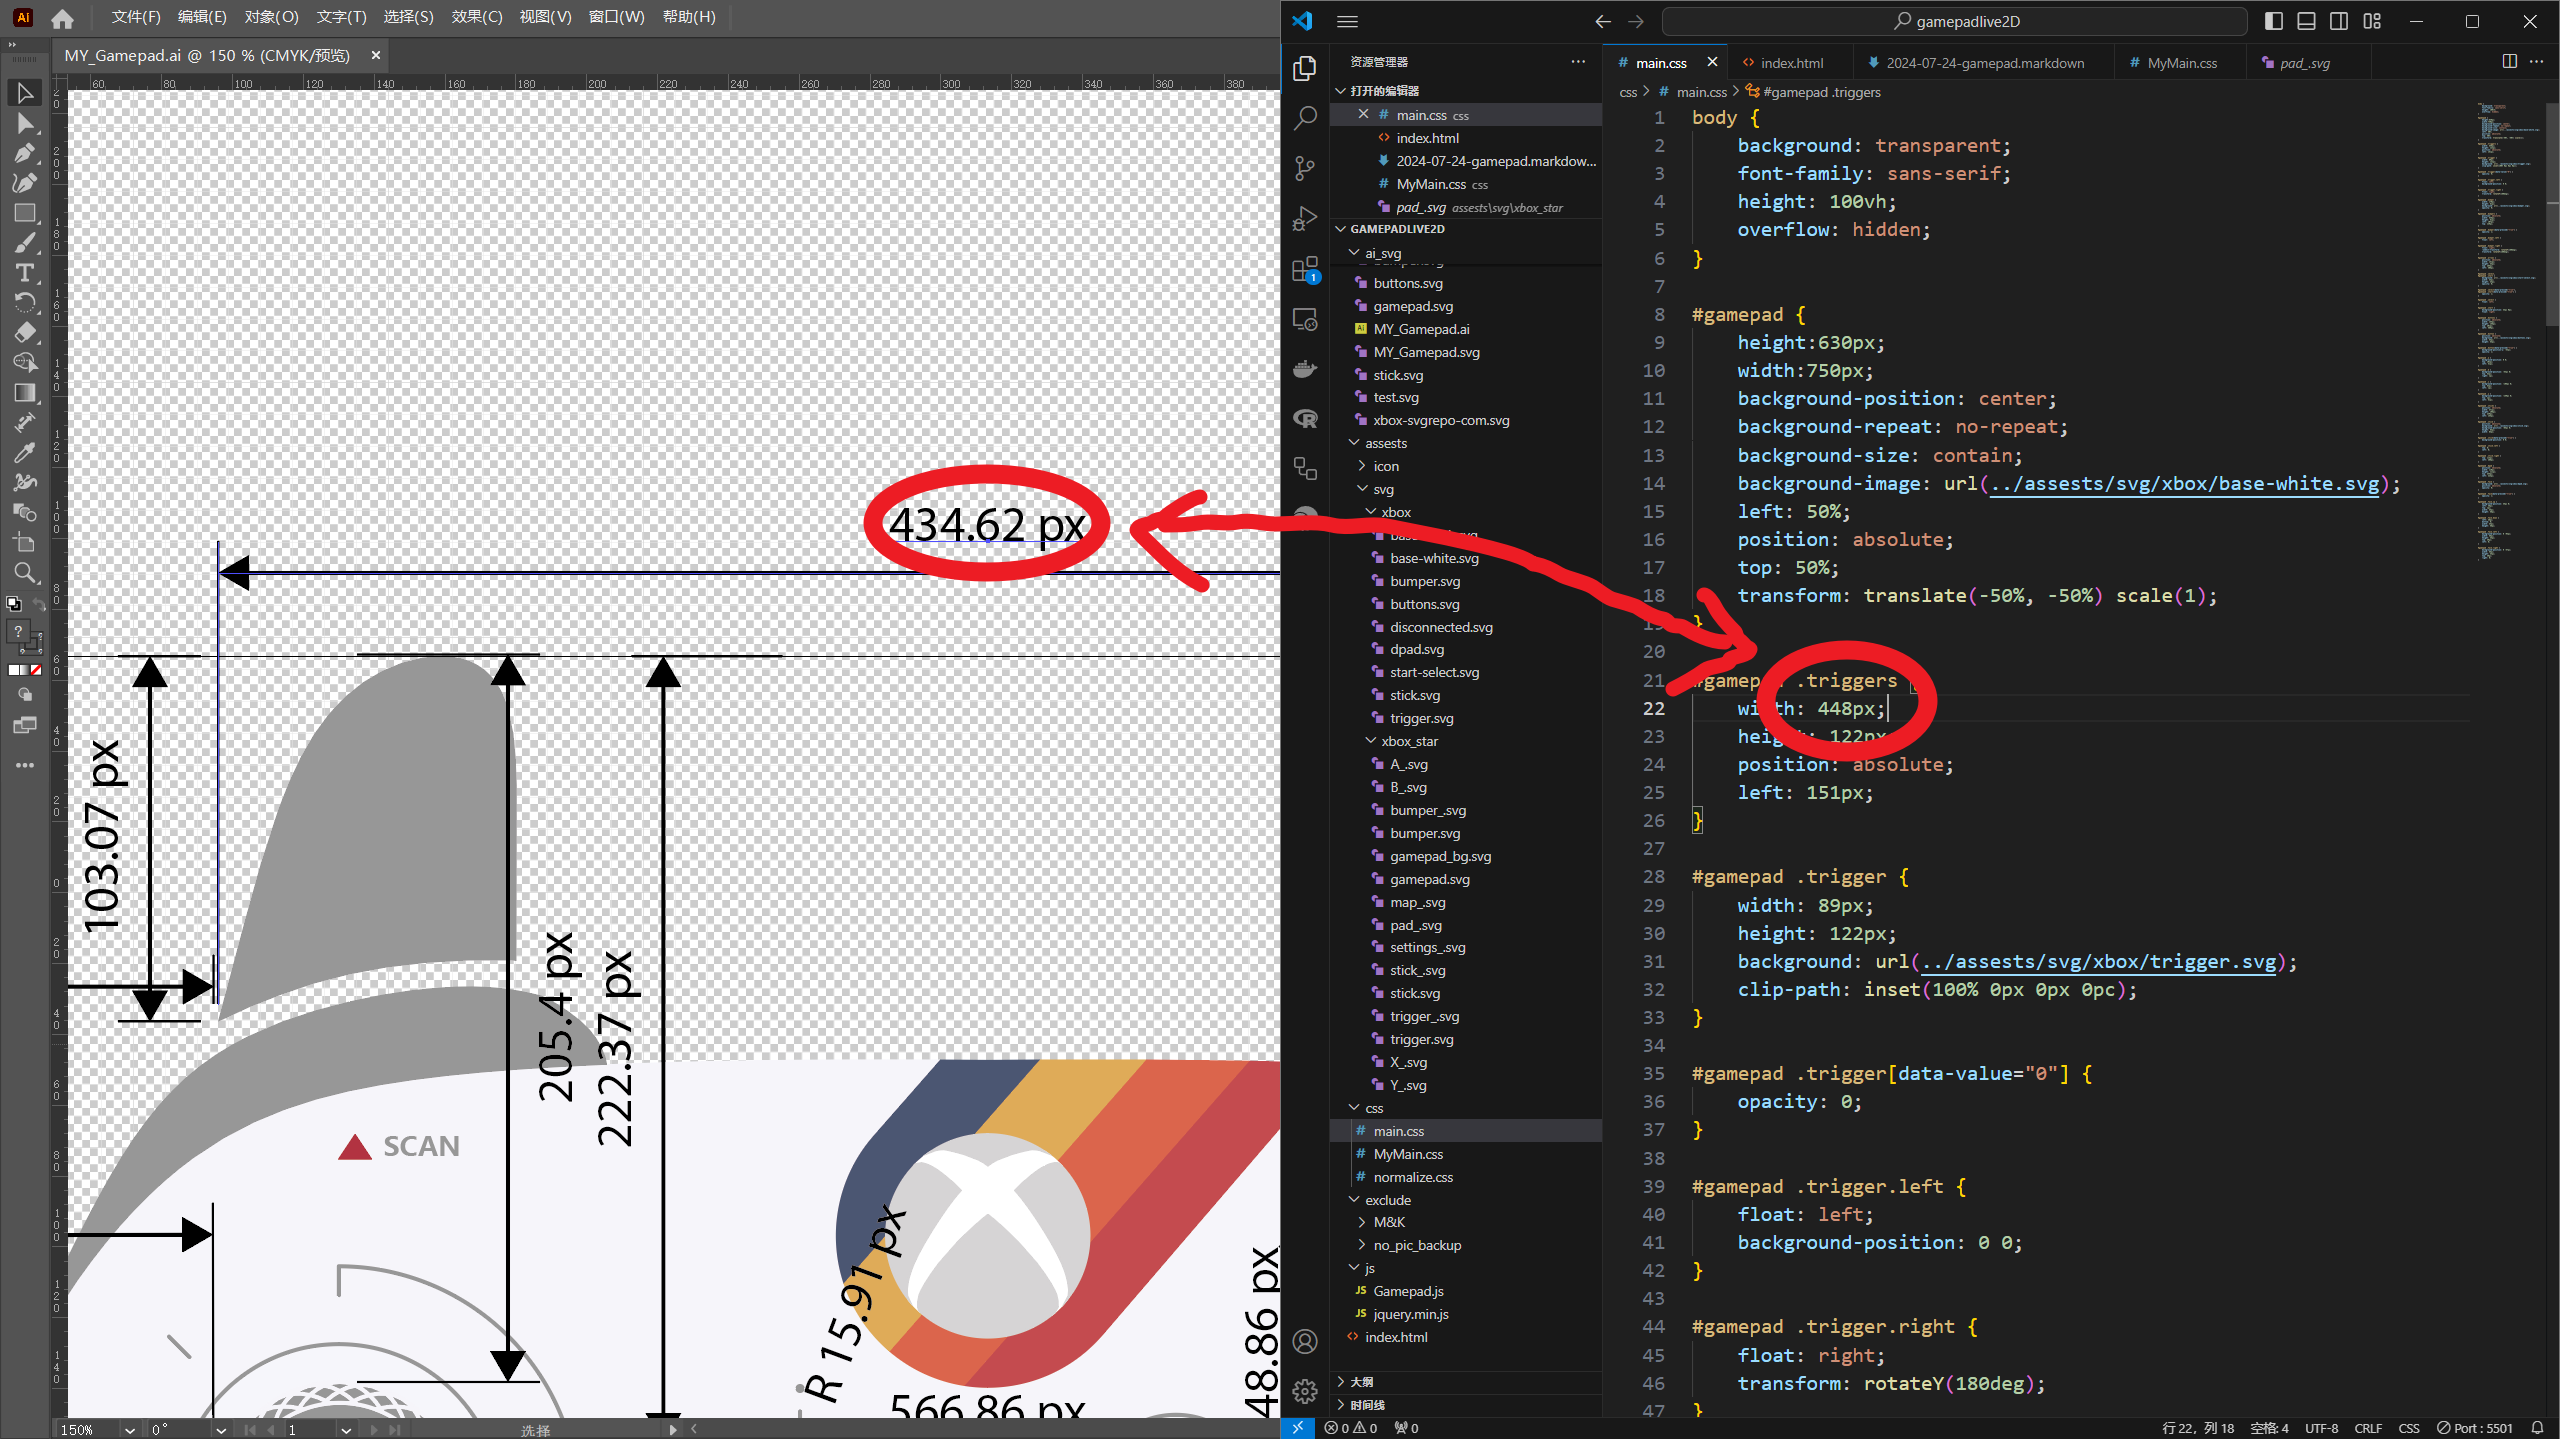 文件(F) 编辑(E) 对象(O) 文字(T) 选择(S) 效果(C) 视图(V) 窗口(W) 帮助(H)
MY_Gamepad.ai @ 150 % (CMYK/预览) ×
60 80 100 120 140 160 180 200 220 240 260 280 300 320 340 360 380
434.62 px
103.07 px
205.4 px
222.37 px
SCAN
R 15.91 px
566.86 px
48.86 px
150% 0° 1 选择
gamepadlive2D
资源管理器
打开的编辑器
main.css css
index.html
2024-07-24-gamepad.markdow...
MyMain.css css
pad_.svg assests\svg\xbox_star
GAMEPADLIVE2D
ai_svg
buttons.svg
gamepad.svg
MY_Gamepad.ai
MY_Gamepad.svg
stick.svg
test.svg
xbox-svgrepo-com.svg
assests
icon
svg
xbox
base-white.svg
bumper.svg
buttons.svg
disconnected.svg
dpad.svg
start-select.svg
stick.svg
trigger.svg
xbox_star
A_.svg
B_.svg
bumper_.svg
bumper.svg
gamepad_bg.svg
gamepad.svg
map_.svg
pad_.svg
settings_.svg
stick_.svg
stick.svg
trigger_.svg
trigger.svg
X_.svg
Y_.svg
css
main.css
MyMain.css
normalize.css
exclude
M&K
no_pic_backup
js
Gamepad.js
jquery.min.js
index.html
大纲
时间线
main.css index.html 2024-07-24-gamepad.markdown MyMain.css pad_.svg
css > main.css > #gamepad .triggers
1 body {
2 background: transparent;
3 font-family: sans-serif;
4 height: 100vh;
5 overflow: hidden;
6 }
7
8 #gamepad {
9 height:630px;
10 width:750px;
11 background-position: center;
12 background-repeat: no-repeat;
13 background-size: contain;
14 background-image: url(../assests/svg/xbox/base-white.svg);
15 left: 50%;
16 position: absolute;
17 top: 50%;
18 transform: translate(-50%, -50%) scale(1);
19 }
20
21 #gamepad .triggers {
22 width: 448px;
23 height: 122px
24 position: absolute;
25 left: 151px;
26 }
27
28 #gamepad .trigger {
29 width: 89px;
30 height: 122px;
31 background: url(../assests/svg/xbox/trigger.svg);
32 clip-path: inset(100% 0px 0px 0pc);
33 }
34
35 #gamepad .trigger[data-value="0"] {
36 opacity: 0;
37 }
38
39 #gamepad .trigger.left {
40 float: left;
41 background-position: 0 0;
42 }
43
44 #gamepad .trigger.right {
45 float: right;
46 transform: rotateY(180deg);
47 }
0 0 0 行 22，列 18 空格: 4 UTF-8 CRLF CSS Port : 5501